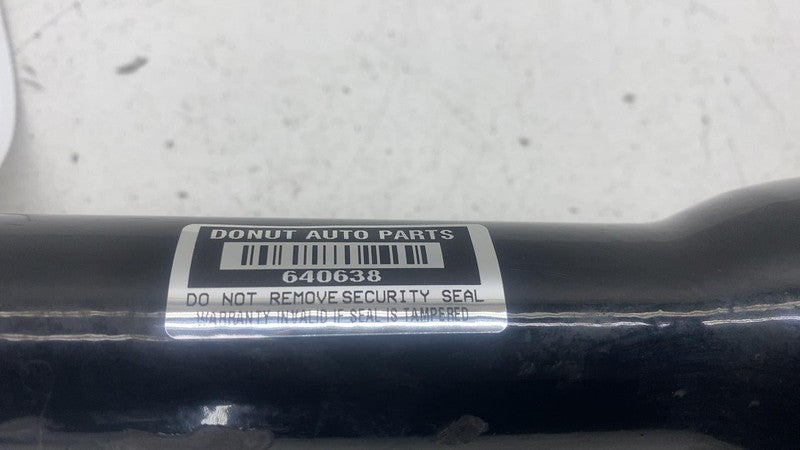 DONUT AUTO PARTS
640638
DO NOT REMOVE SECURITY SEAL
WARRANTY INVALID IF SEAL IS TAMPERED